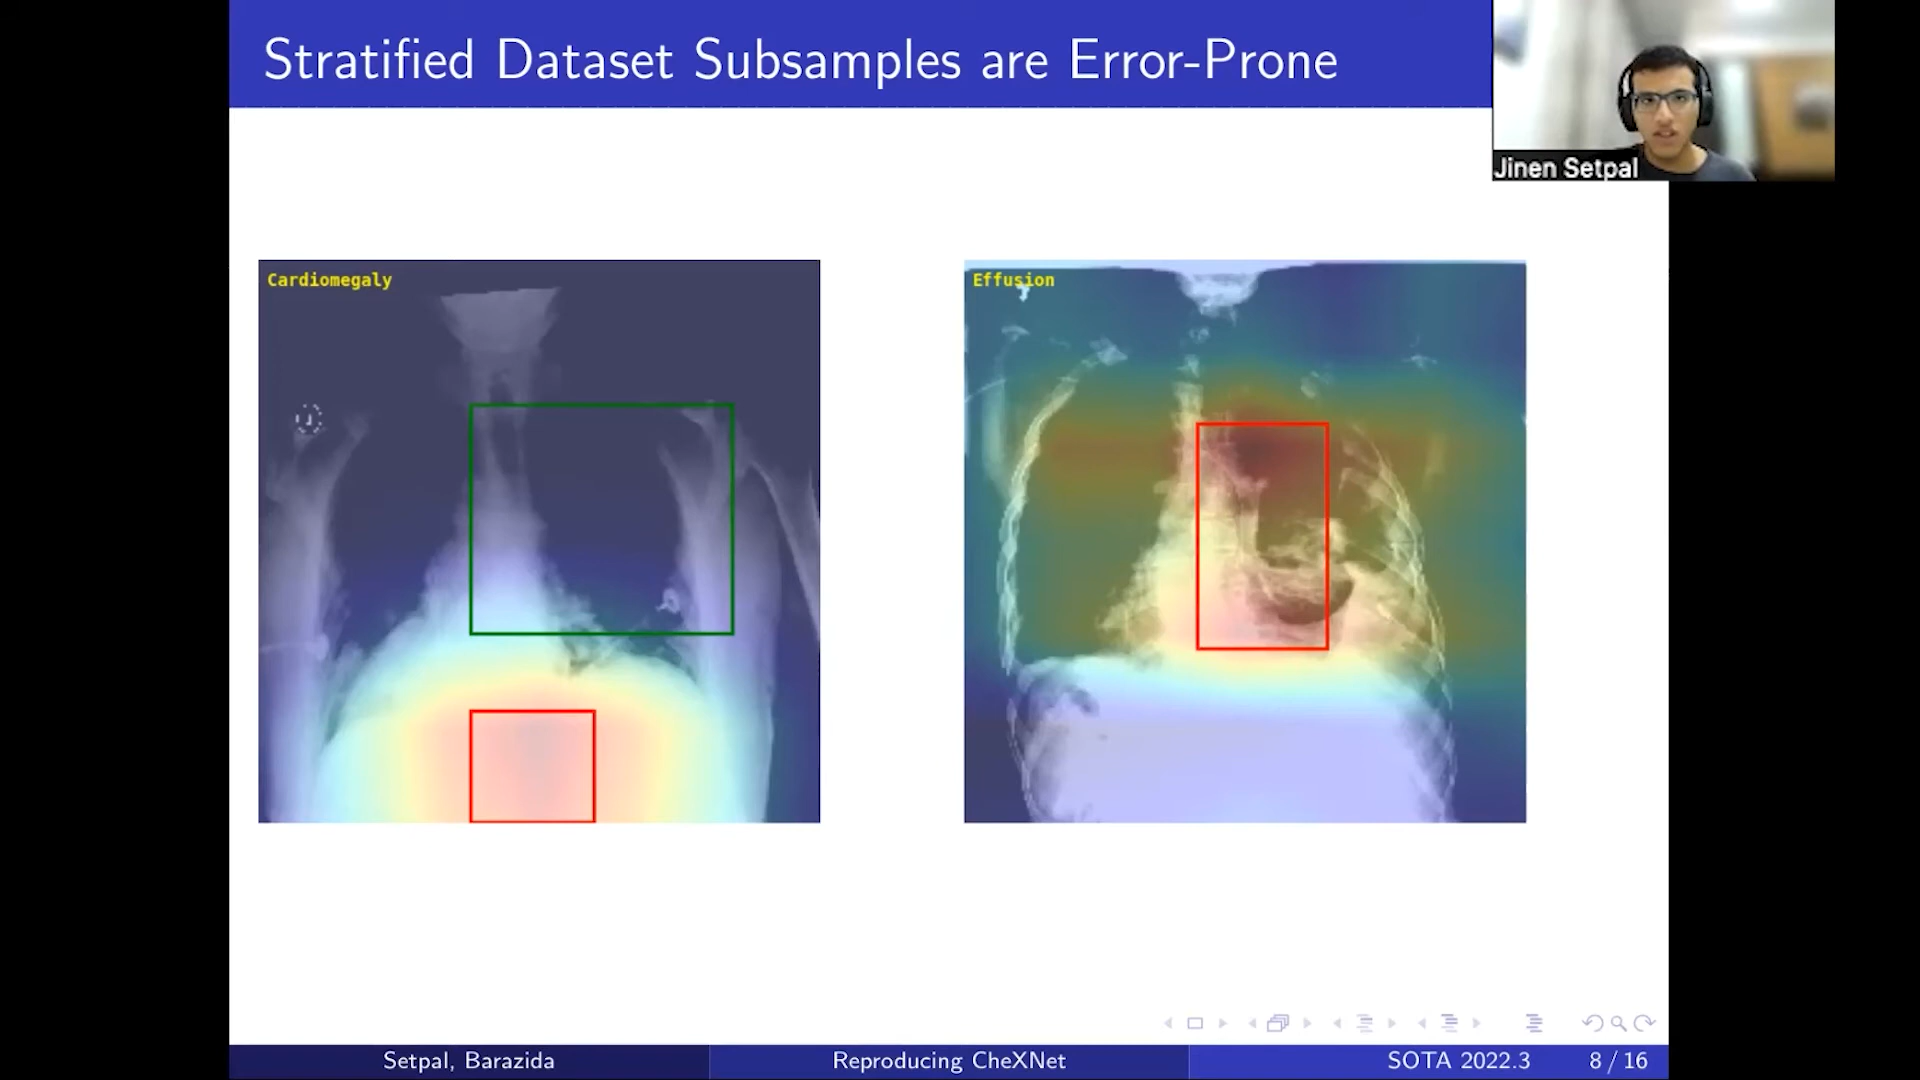 Stratified Dataset Subsamples are Error-Prone
Jinen Setpal
Cardiomegaly
Effusion
Setpal, Barazida
Reproducing CheXNet
SOTA 2022.3
8 / 16